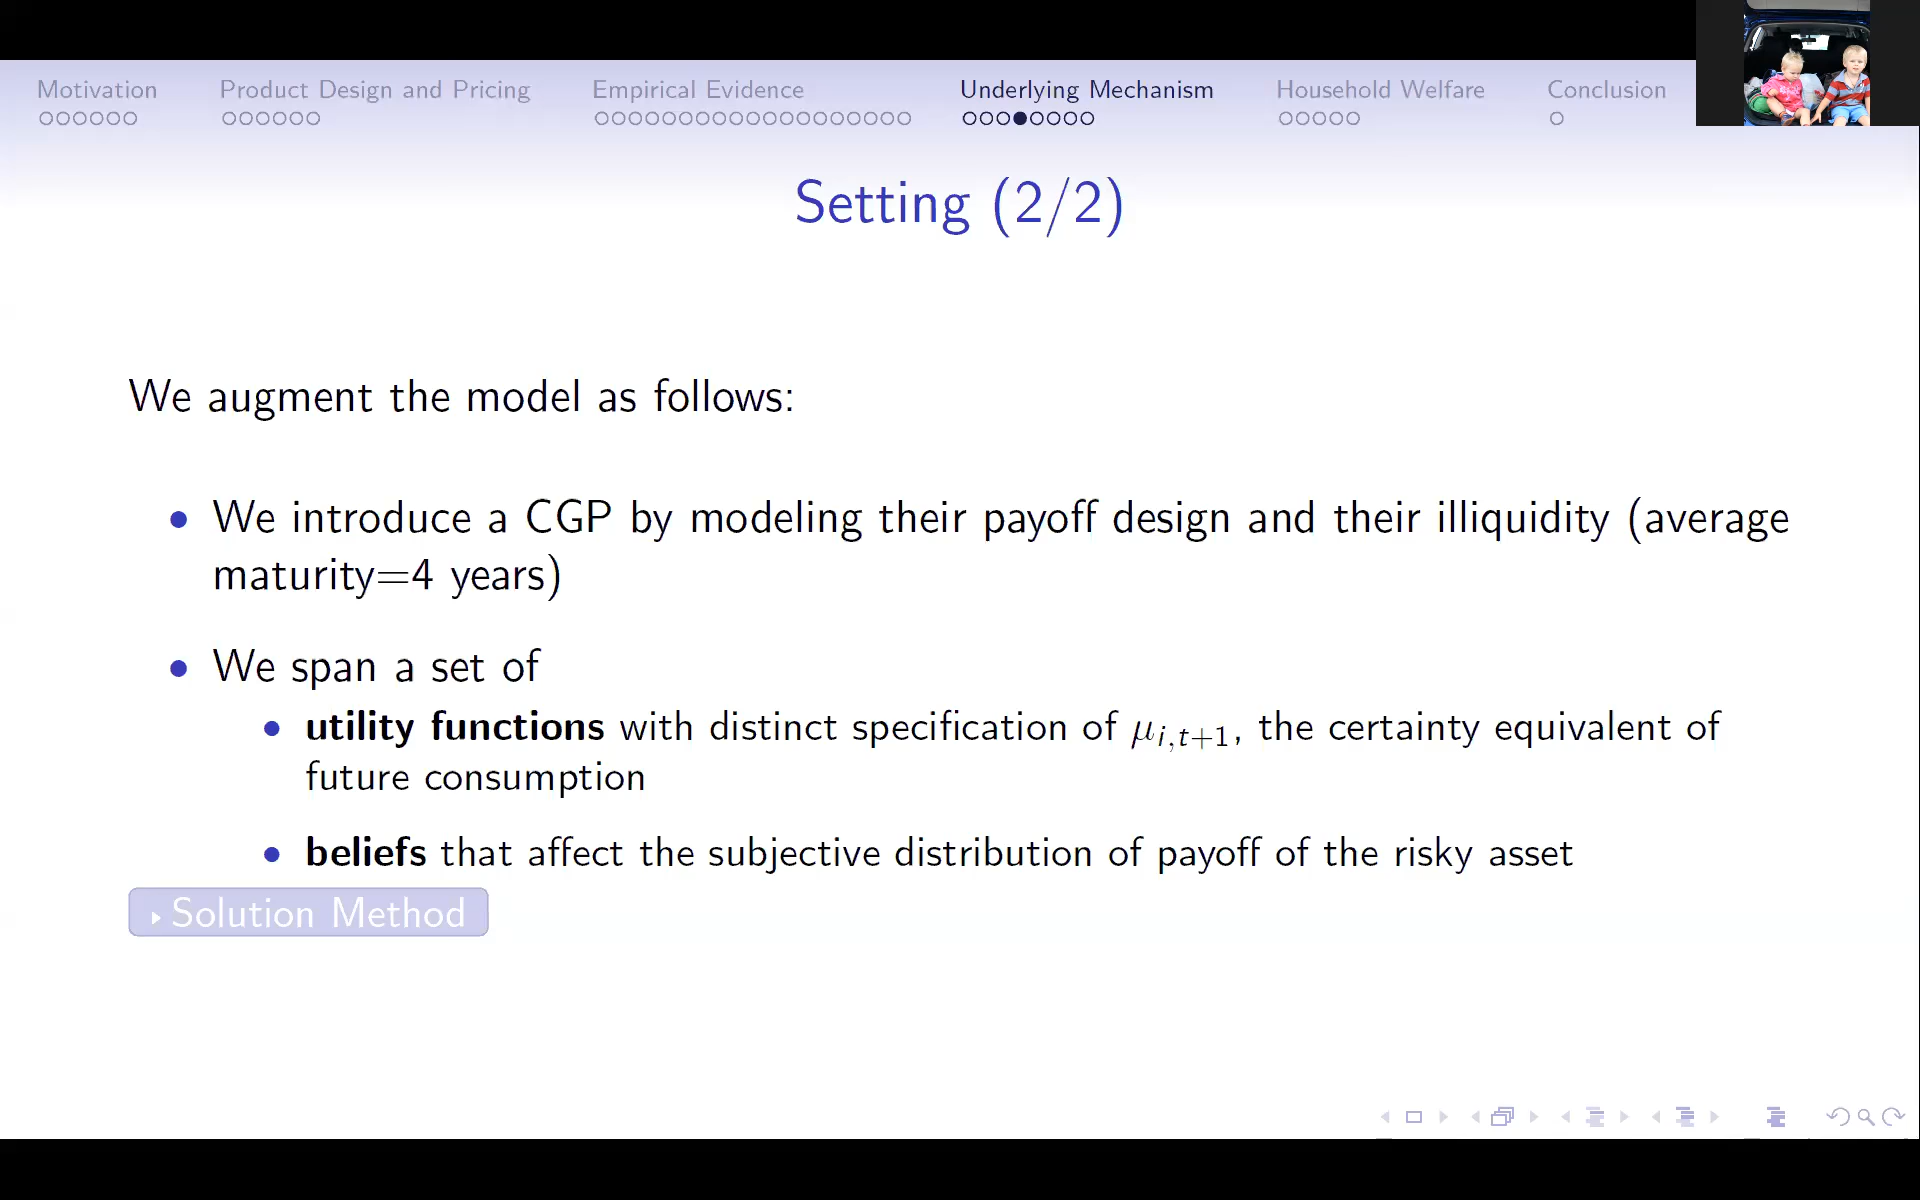 Motivation Product Design and Pricing Empirical Evidence Underlying Mechanism Household Welfare Conclusion
Setting (2/2)
We augment the model as follows:
• We introduce a CGP by modeling their payoff design and their illiquidity (average
maturity=4 years)
• We span a set of
• utility functions with distinct specification of μi,t+1, the certainty equivalent of
future consumption
• beliefs that affect the subjective distribution of payoff of the risky asset
Solution Method